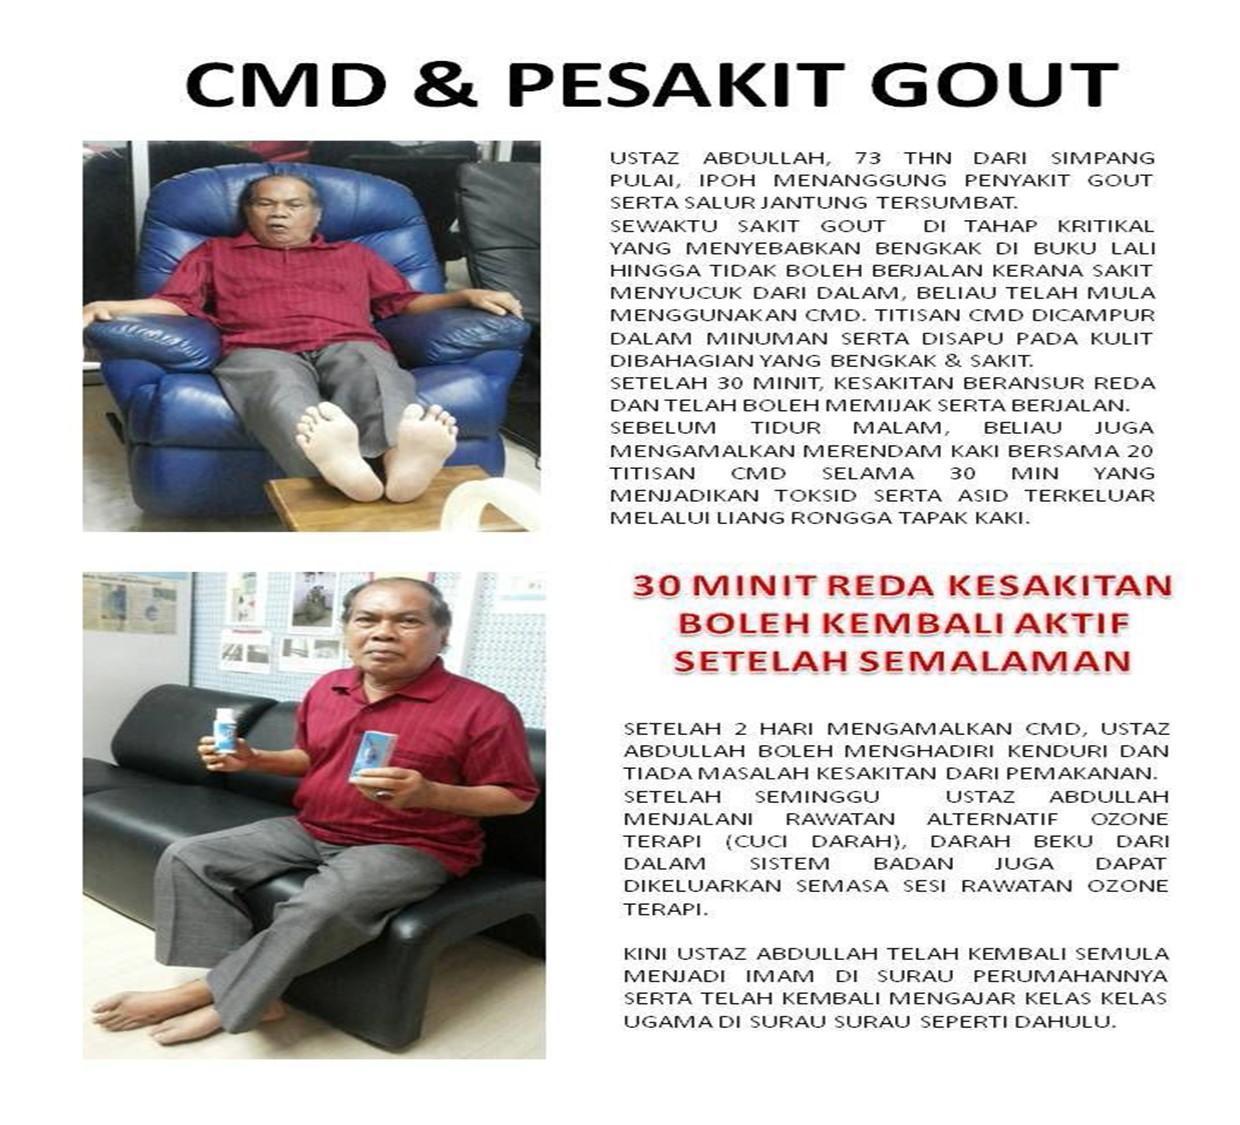 CMD & PESAKIT GOUT
USTAZ ABDULLAH, 73 THN DARI SIMPANG
PULAI, IPOH MENANGGUNG PENYAKIT GOUT
SERTA SALUR JANTUNG TERSUMBAT.
SEWAKTU SAKIT GOUT DI TAHAP KRITIKAL
YANG MENYEBABKAN BENGKAK DI BUKU LALI
HINGGA TIDAK BOLEH BERJALAN KERANA SAKIT
MENYUCUK DARI DALAM, BELIAU TELAH MULA
MENGGUNAKAN CMD. TITISAN CMD DICAMPUR
DALAM MINUMAN SERTA DISAPU PADA KULIT
DIBAHAGIAN YANG BENGKAK & SAKIT.
SETELAH 30 MINIT, KESAKITAN BERANSUR REDA
DAN TELAH BOLEH MEMIJAK SERTA BERJALAN.
SEBELUM TIDUR MALAM, BELIAU JUGA
MENGAMALKAN MERENDAM KAKI BERSAMA 20
TITISAN CMD SELAMA 30 MIN YANG
MENJADIKAN TOKSID SERTA ASID TERKELUAR
MELALUI LIANG RONGGA TAPAK KAKI.
30 MINIT REDA KESAKITAN
BOLEH KEMBALI AKTIF
SETELAH SEMALAMAN
SETELAH 2 HARI MENGAMALKAN CMD, USTAZ
ABDULLAH BOLEH MENGHADIRI KENDURI DAN
TIADA MASALAH KESAKITAN DARI PEMAKANAN.
SETELAH SEMINGGU USTAZ ABDULLAH
MENJALANI RAWATAN ALTERNATIF OZONE
TERAPI (CUCI DARAH), DARAH BEKU DARI
DALAM SISTEM BADAN JUGA DAPAT
DIKELUARKAN SEMASA SESI RAWATAN OZONE
TERAPI.
KINI USTAZ ABDULLAH TELAH KEMBALI SEMULA
MENJADI IMAM DI SURAU PERUMAHANNYA
SERTA TELAH KEMBALI MENGAJAR KELAS KELAS
UGAMA DI SURAU SURAU SEPERTI DAHULU.